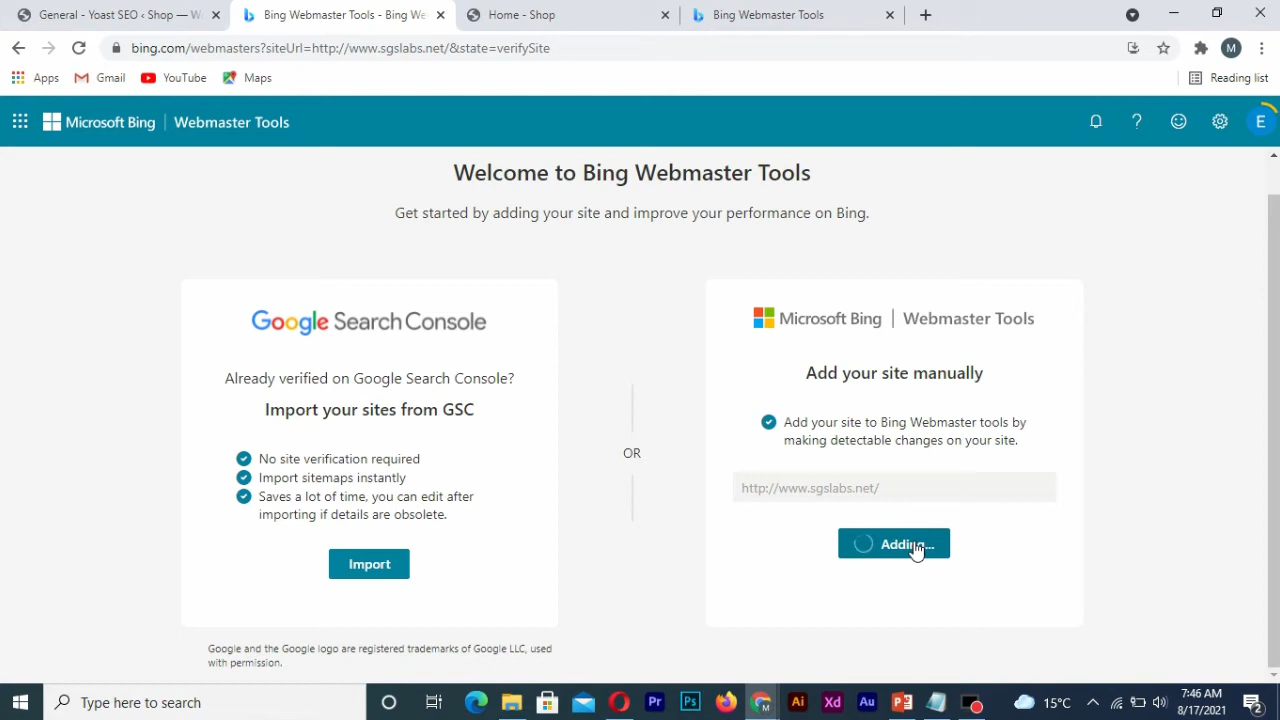 General - Yoast SEO ‹ Shop — W
Bing Webmaster Tools - Bing We
Home - Shop
Bing Webmaster Tools
bing.com/webmasters?siteUrl=http://www.sgslabs.net/&state=verifySite
M
Apps
Gmail
YouTube
Maps
Reading list
Microsoft Bing
Webmaster Tools
E
Welcome to Bing Webmaster Tools
Get started by adding your site and improve your performance on Bing.
Google Search Console
Already verified on Google Search Console?
Import your sites from GSC
No site verification required
Import sitemaps instantly
Saves a lot of time, you can edit after
importing if details are obsolete.
Import
Google and the Google logo are registered trademarks of Google LLC, used
with permission.
OR
Microsoft Bing | Webmaster Tools
Add your site manually
Add your site to Bing Webmaster tools by
making detectable changes on your site.
http://www.sgslabs.net/
Adding...
Type here to search
Pr
Ps
M
Ai
Xd
Au
15°C
7:46 AM
8/17/2021
2